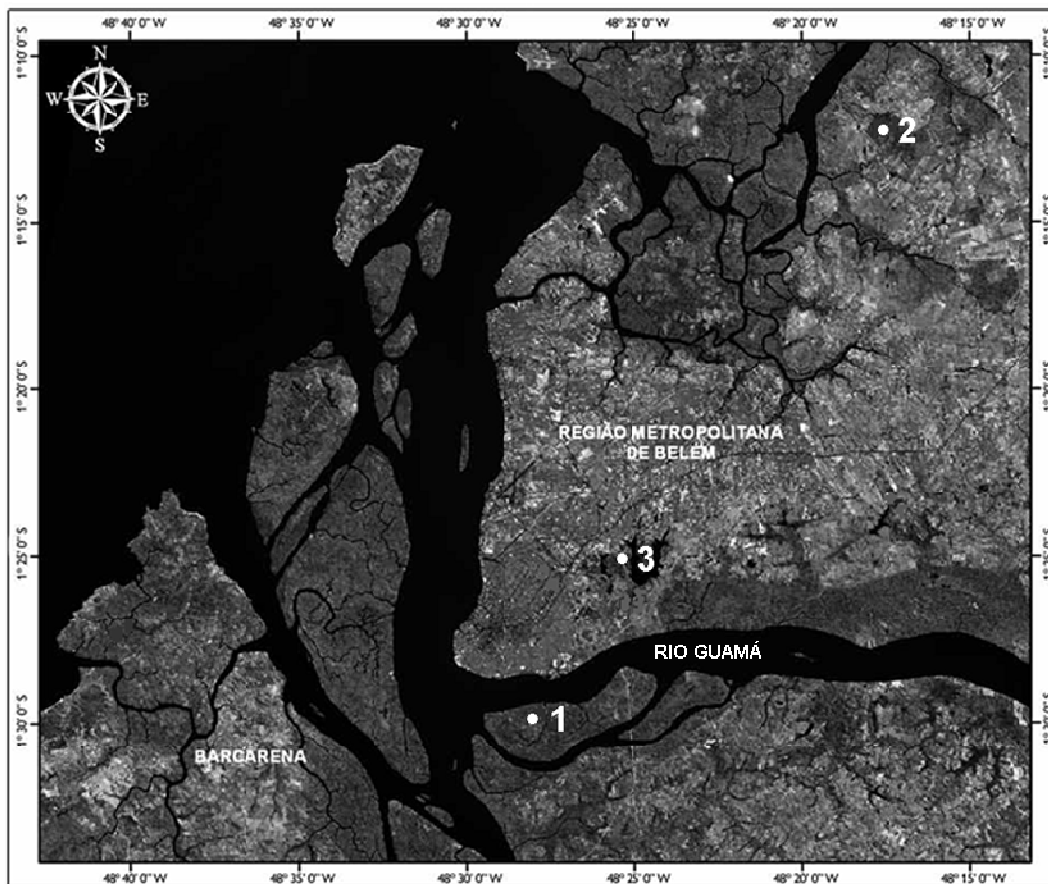 48° 40' 0" W 48° 35' 0" W 48° 30' 0" W 48° 25' 0" W 48° 20' 0" W 48° 15' 0" W
1°10'0"S
N
W E
S
2
1°15'0"S
1°20'0"S
REGIÃO METROPOLITANA
DE BELÉM
1°25'0"S
3
RIO GUAMÁ
1
1°30'0"S
BARCARENA
48° 40' 0" W 48° 35' 0" W 48° 30' 0" W 48° 25' 0" W 48° 20' 0" W 48° 15' 0" W